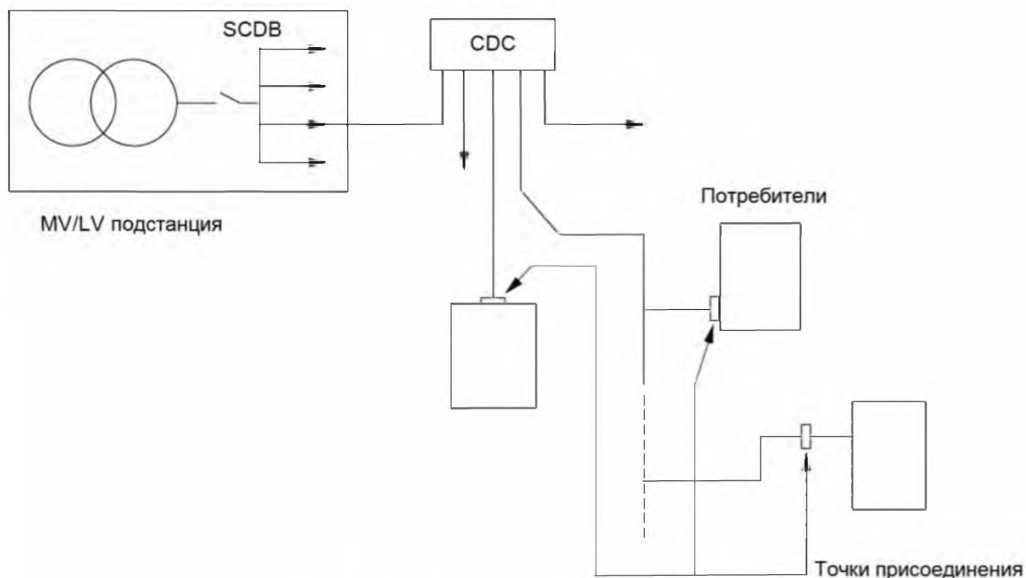 SCDB
CDC
MV/LV подстанция
Потребители
Точки присоединения